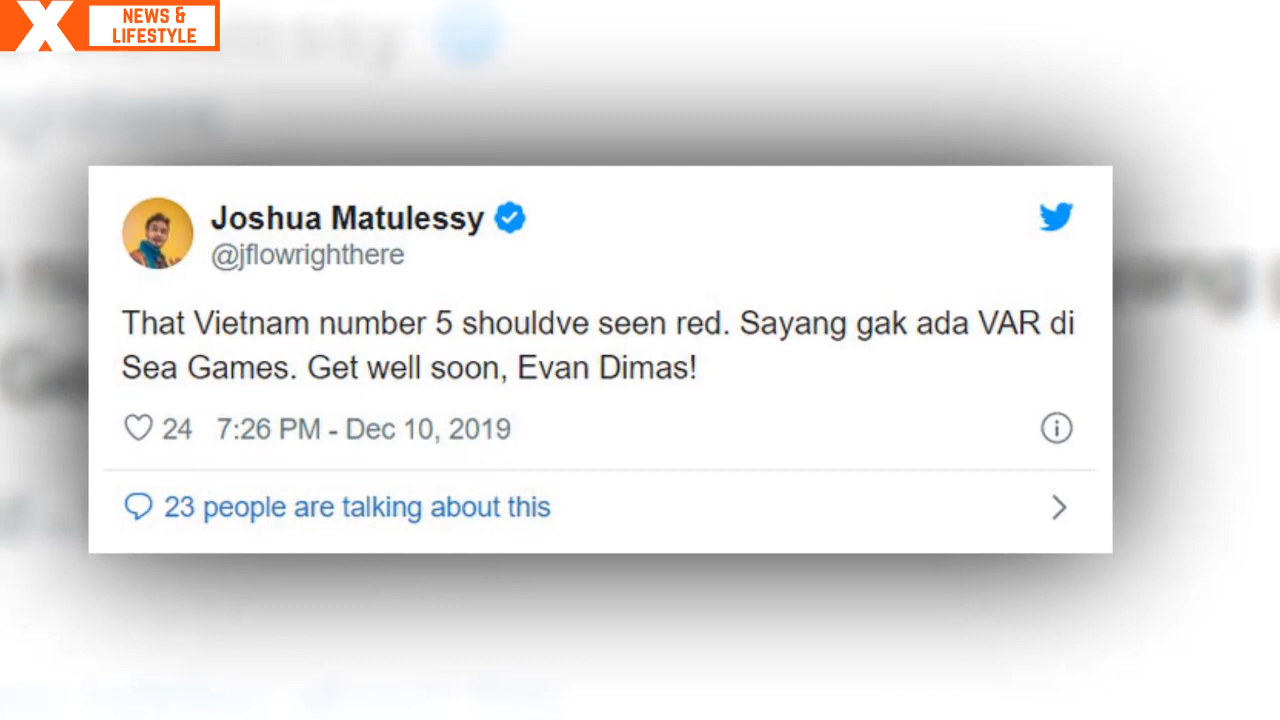 X NEWS &
LIFESTYLE
Joshua Matulessy
@jflowrighthere
That Vietnam number 5 shouldve seen red. Sayang gak ada VAR di
Sea Games. Get well soon, Evan Dimas!
24 7:26 PM - Dec 10, 2019
23 people are talking about this